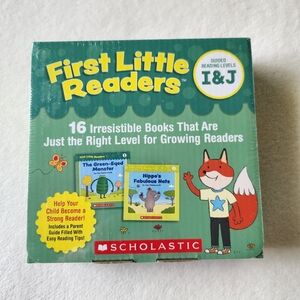 First Little
Readers™
GUIDED
READING LEVELS
I & J
16 Irresistible Books That Are
Just the Right Level for Growing Readers
The Green-Eyed
Monster
Hippo's
Fabulous Hats
Help Your
Child Become a
Strong Reader!
Includes a Parent
Guide Filled With
Easy Reading Tips!
SCHOLASTIC